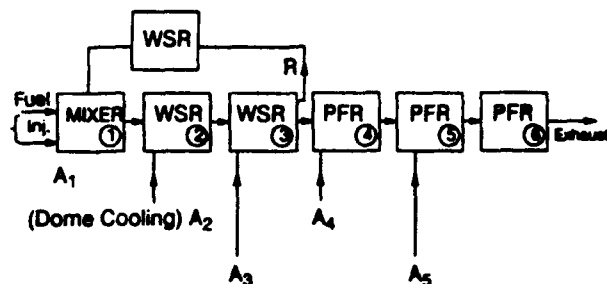 WSR
R
Fuel
Inj.
MIXER
①
WSR
②
WSR
③
PFR
④
PFR
⑤
PFR
⑥
Exhaust
A₁
(Dome Cooling) A₂
A₄
A₃
A₅